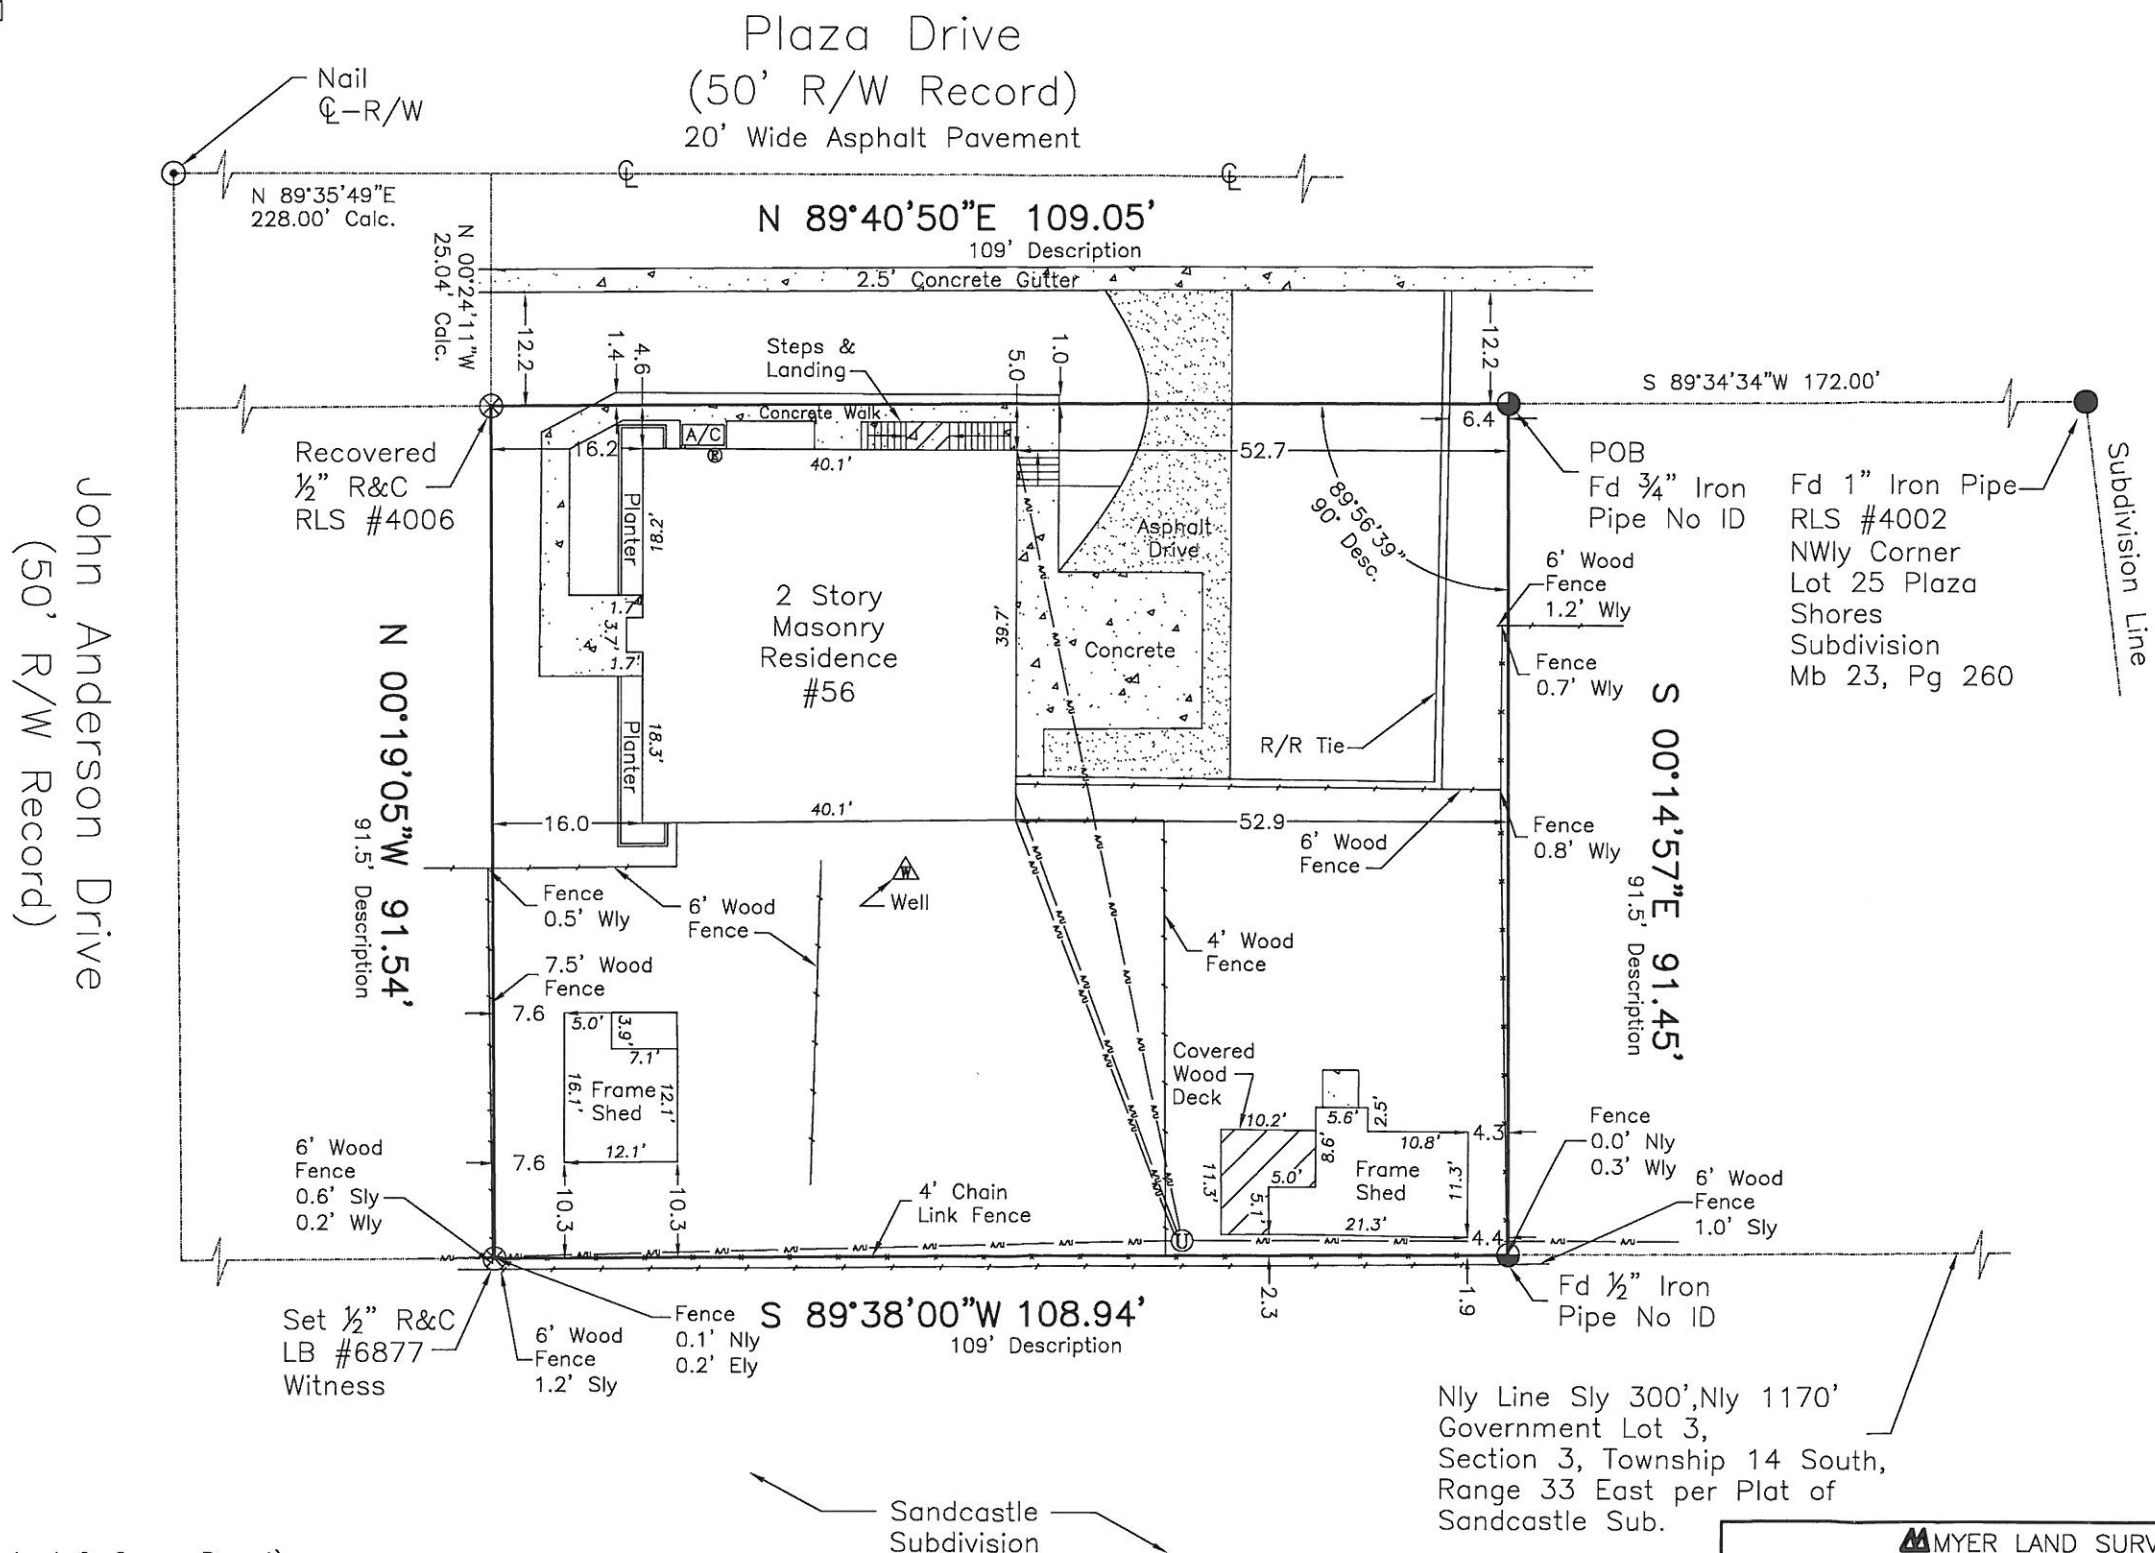 Plaza Drive
(50' R/W Record)
20' Wide Asphalt Pavement
Nail
℄-R/W
℄
℄
N 89°35'49"E
228.00' Calc.
N 00°24'11"W
25.04' Calc.
N 89°40'50"E 109.05'
109' Description
2.5' Concrete Gutter
12.2
1.4
4.6
Steps &
Landing
5.0
1.0
12.2
S 89°34'34"W 172.00'
6.4
Concrete Walk
A/C
16.2
40.1'
52.7
Recovered
½" R&C
RLS #4006
POB
Fd ¾" Iron
Pipe No ID
Fd 1" Iron Pipe
RLS #4002
NWly Corner
Lot 25 Plaza
Shores
Subdivision
Mb 23, Pg 260
Subdivision Line
John Anderson Drive
(50' R/W Record)
Planter
18.2'
Asphalt
Drive
89°56'39"
90° Desc.
6' Wood
Fence
1.2' Wly
2 Story
Masonry
Residence
#56
1.7'
3.7'
1.7'
39.7'
Concrete
Fence
0.7' Wly
N 00°19'05"W 91.54'
91.5' Description
S 00°14'57"E 91.45'
91.5' Description
Planter
18.3'
R/R Tie
16.0
40.1'
52.9
6' Wood
Fence
Fence
0.8' Wly
Fence
0.5' Wly
6' Wood
Fence
W
Well
4' Wood
Fence
7.5' Wood
Fence
7.6
5.0'
3.9'
7.1'
16.1'
Frame
Shed
12.1'
7.6
12.1'
10.3
10.3
Covered
Wood
Deck
10.2'
5.6'
2.5'
10.8'
4.3
9.8'
11.3'
5.0'
5.1'
Frame
Shed
11.3'
21.3'
4.4
Fence
0.0' Nly
0.3' Wly
6' Wood
Fence
1.0' Sly
6' Wood
Fence
0.6' Sly
0.2' Wly
4' Chain
Link Fence
U
2.3
1.9
Fd ½" Iron
Pipe No ID
Set ½" R&C
LB #6877
Witness
6' Wood
Fence
1.2' Sly
Fence
0.1' Nly
0.2' Ely
S 89°38'00"W 108.94'
109' Description
Nly Line Sly 300',Nly 1170'
Government Lot 3,
Section 3, Township 14 South,
Range 33 East per Plat of
Sandcastle Sub.
Sandcastle
Subdivision
MYER LAND SURV